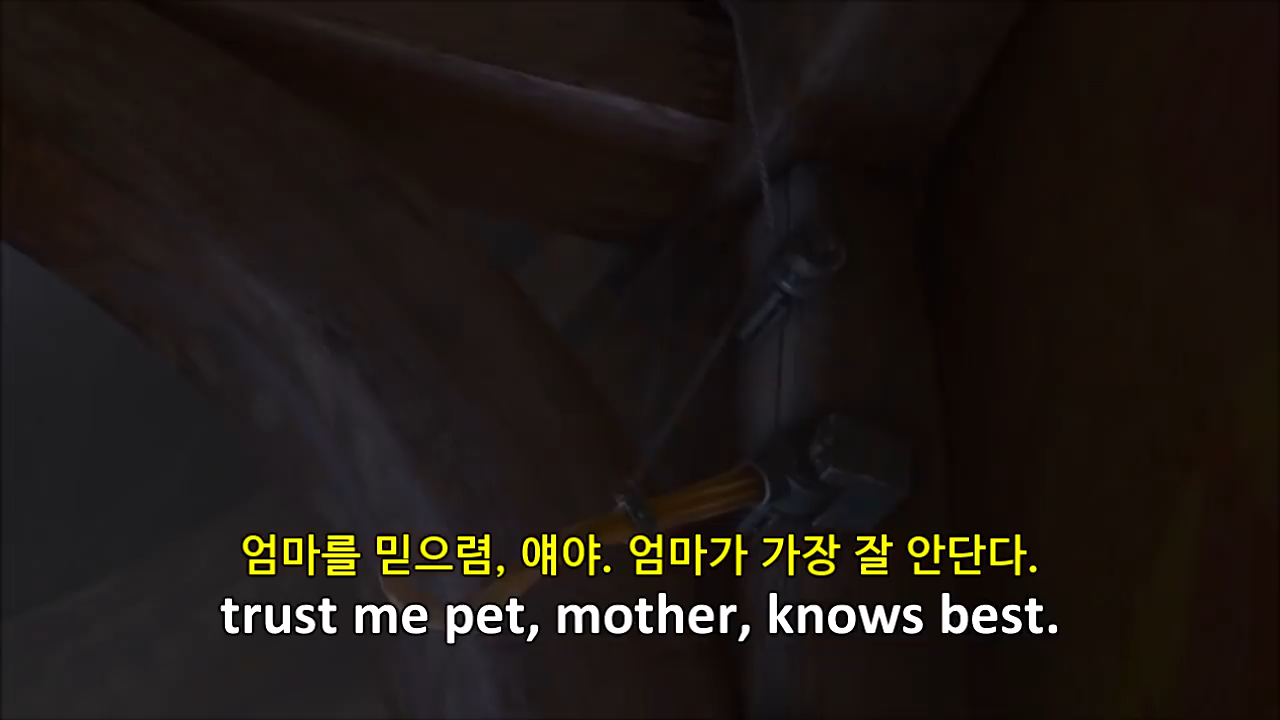 엄마를 믿으렴, 얘야. 엄마가 가장 잘 안단다.
trust me pet, mother, knows best.